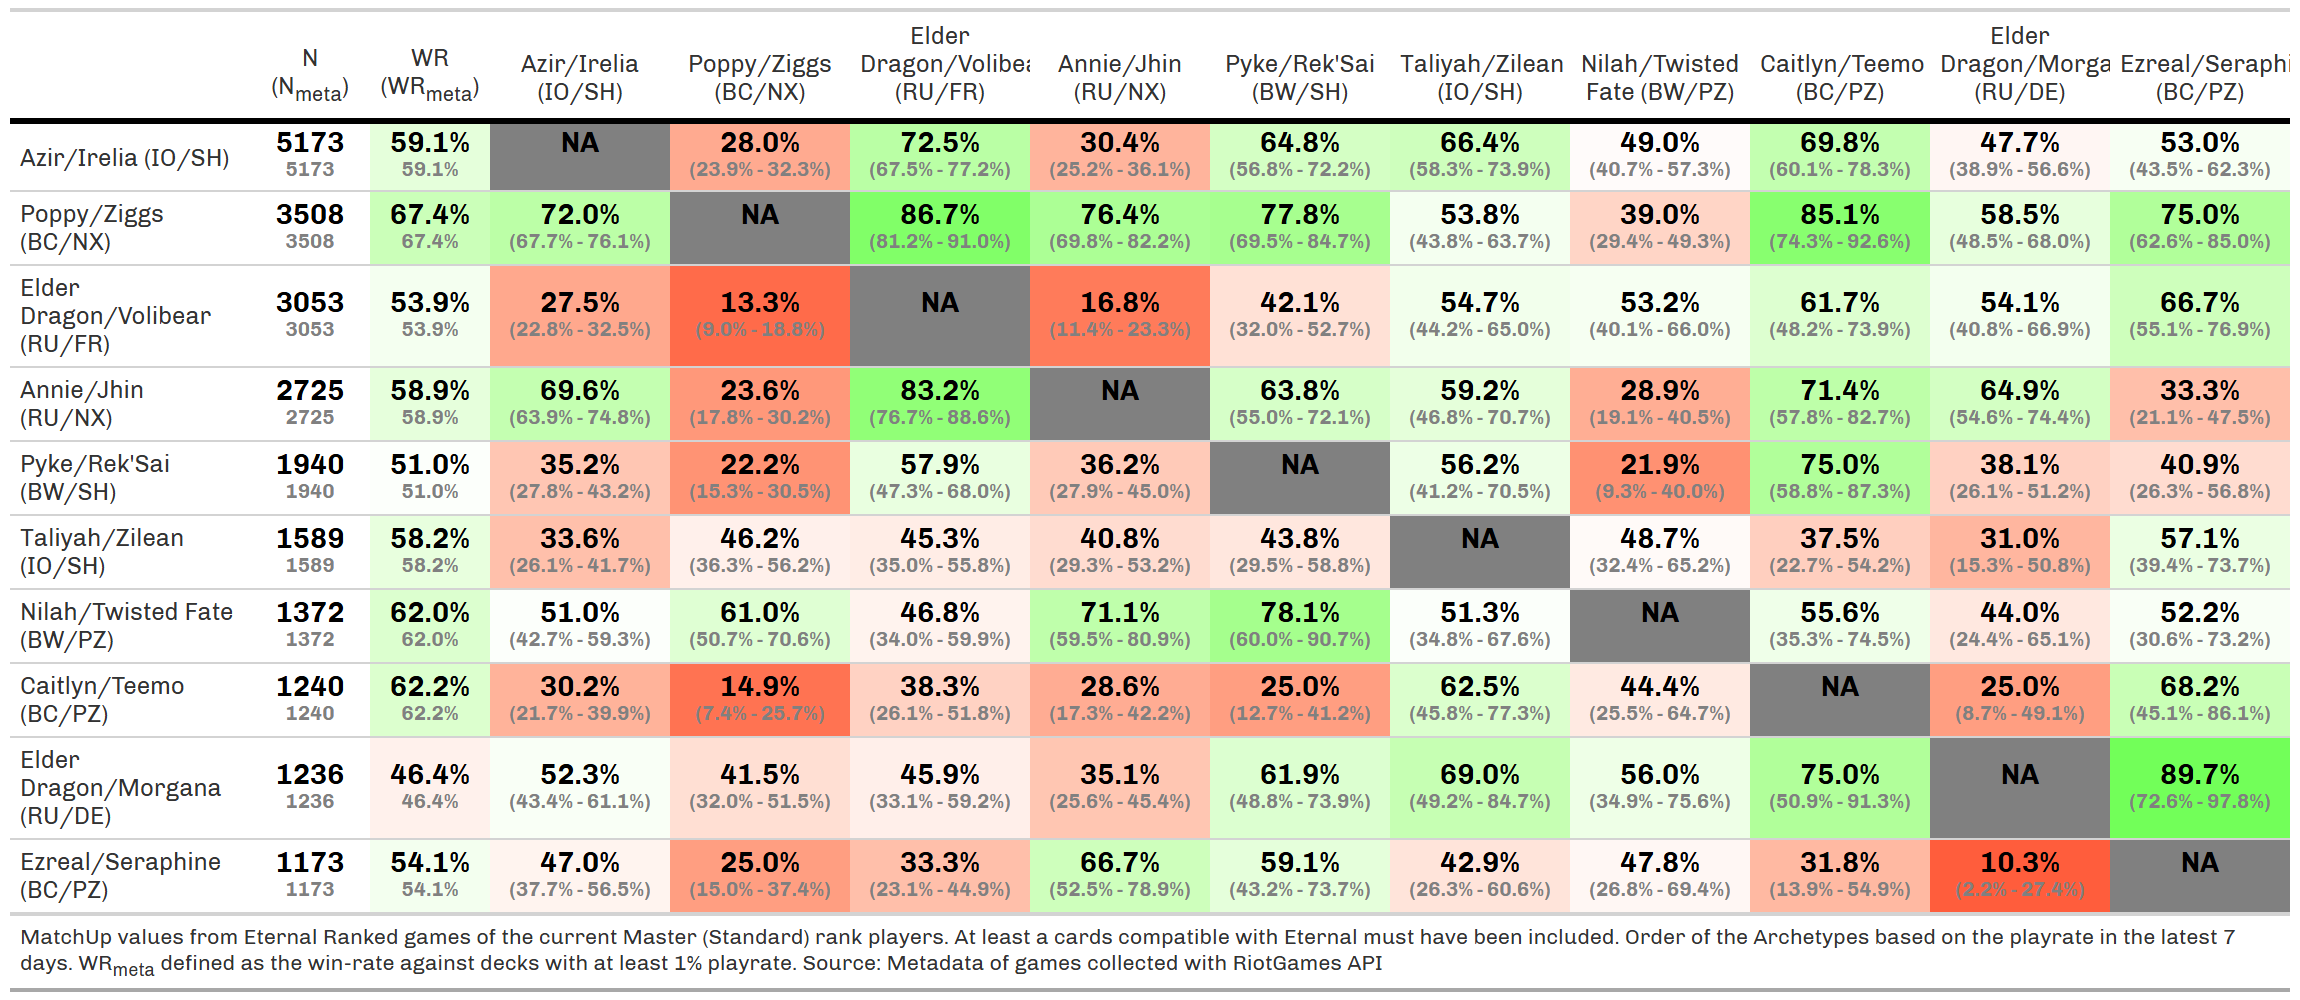 N (N_meta) WR (WR_meta) Azir/Irelia (IO/SH) Poppy/Ziggs (BC/NX) Elder Dragon/Volibea (RU/FR) Annie/Jhin (RU/NX) Pyke/Rek'Sai (BW/SH) Taliyah/Zilean (IO/SH) Nilah/Twisted Fate (BW/PZ) Caitlyn/Teemo (BC/PZ) Elder Dragon/Morga (RU/DE) Ezreal/Seraphi (BC/PZ)
Azir/Irelia (IO/SH) 5173 59.1% NA 28.0% 72.5% 30.4% 64.8% 66.4% 49.0% 69.8% 47.7% 53.0%
5173 59.1% (23.9% - 32.3%) (67.5% - 77.2%) (25.2% - 36.1%) (56.8% - 72.2%) (58.3% - 73.9%) (40.7% - 57.3%) (60.1% - 78.3%) (38.9% - 56.6%) (43.5% - 62.3%)
Poppy/Ziggs 3508 67.4% 72.0% NA 86.7% 76.4% 77.8% 53.8% 39.0% 85.1% 58.5% 75.0%
(BC/NX) 3508 67.4% (67.7% - 76.1%) (81.2% - 91.0%) (69.8% - 82.2%) (69.5% - 84.7%) (43.8% - 63.7%) (29.4% - 49.3%) (74.3% - 92.6%) (48.5% - 68.0%) (62.6% - 85.0%)
Elder
Dragon/Volibear 3053 53.9% 27.5% 13.3% NA 16.8% 42.1% 54.7% 53.2% 61.7% 54.1% 66.7%
(RU/FR) 3053 53.9% (22.8% - 32.5%) (9.0% - 18.8%) (11.4% - 23.3%) (32.0% - 52.7%) (44.2% - 65.0%) (40.1% - 66.0%) (48.2% - 73.9%) (40.8% - 66.9%) (55.1% - 76.9%)
Annie/Jhin 2725 58.9% 69.6% 23.6% 83.2% NA 63.8% 59.2% 28.9% 71.4% 64.9% 33.3%
(RU/NX) 2725 58.9% (63.9% - 74.8%) (17.8% - 30.2%) (76.7% - 88.6%) (55.0% - 72.1%) (46.8% - 70.7%) (19.1% - 40.5%) (57.8% - 82.7%) (54.6% - 74.4%) (21.1% - 47.5%)
Pyke/Rek'Sai 1940 51.0% 35.2% 22.2% 57.9% 36.2% NA 56.2% 21.9% 75.0% 38.1% 40.9%
(BW/SH) 1940 51.0% (27.8% - 43.2%) (15.3% - 30.5%) (47.3% - 68.0%) (27.9% - 45.0%) (41.2% - 70.5%) (9.3% - 40.0%) (58.8% - 87.3%) (26.1% - 51.2%) (26.3% - 56.8%)
Taliyah/Zilean 1589 58.2% 33.6% 46.2% 45.3% 40.8% 43.8% NA 48.7% 37.5% 31.0% 57.1%
(IO/SH) 1589 58.2% (26.1% - 41.7%) (36.3% - 56.2%) (35.0% - 55.8%) (29.3% - 53.2%) (29.5% - 58.8%) (32.4% - 65.2%) (22.7% - 54.2%) (15.3% - 50.8%) (39.4% - 73.7%)
Nilah/Twisted Fate 1372 62.0% 51.0% 61.0% 46.8% 71.1% 78.1% 51.3% NA 55.6% 44.0% 52.2%
(BW/PZ) 1372 62.0% (42.7% - 59.3%) (50.7% - 70.6%) (34.0% - 59.9%) (59.5% - 80.9%) (60.0% - 90.7%) (34.8% - 67.6%) (35.3% - 74.5%) (24.4% - 65.1%) (30.6% - 73.2%)
Caitlyn/Teemo 1240 62.2% 30.2% 14.9% 38.3% 28.6% 25.0% 62.5% 44.4% NA 25.0% 68.2%
(BC/PZ) 1240 62.2% (21.7% - 39.9%) (7.4% - 25.7%) (26.1% - 51.8%) (17.3% - 42.2%) (12.7% - 41.2%) (45.8% - 77.3%) (25.5% - 64.7%) (8.7% - 49.1%) (45.1% - 86.1%)
Elder
Dragon/Morgana 1236 46.4% 52.3% 41.5% 45.9% 35.1% 61.9% 69.0% 56.0% 75.0% NA 89.7%
(RU/DE) 1236 46.4% (43.4% - 61.1%) (32.0% - 51.5%) (33.1% - 59.2%) (25.6% - 45.4%) (48.8% - 73.9%) (49.2% - 84.7%) (34.9% - 75.6%) (50.9% - 91.3%) (72.6% - 97.8%)
Ezreal/Seraphine 1173 54.1% 47.0% 25.0% 33.3% 66.7% 59.1% 42.9% 47.8% 31.8% 10.3% NA
(BC/PZ) 1173 54.1% (37.7% - 56.5%) (15.0% - 37.4%) (23.1% - 44.9%) (52.5% - 78.9%) (43.2% - 73.7%) (26.3% - 60.6%) (26.8% - 69.4%) (13.9% - 54.9%) (2.2% - 27.4%)
MatchUp values from Eternal Ranked games of the current Master (Standard) rank players. At least a cards compatible with Eternal must have been included. Order of the Archetypes based on the playrate in the latest 7
days. WR_meta defined as the win-rate against decks with at least 1% playrate. Source: Metadata of games collected with RiotGames API